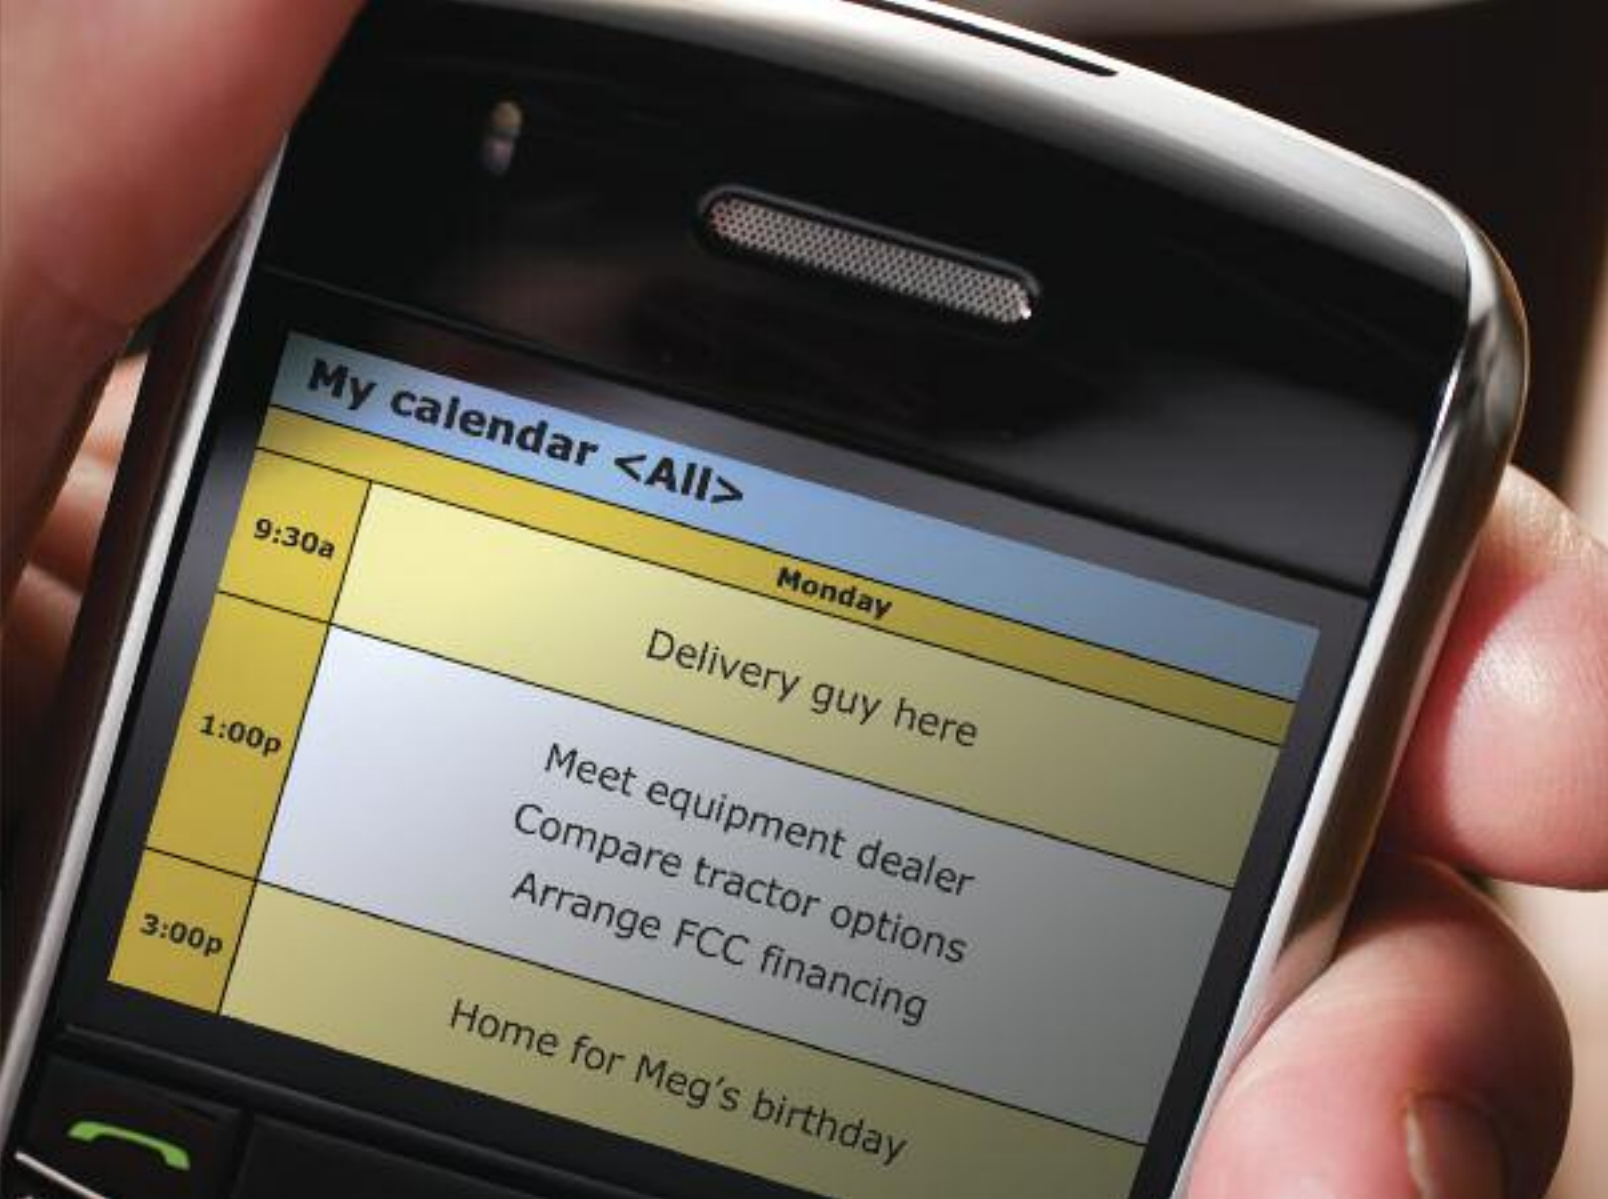 My calendar <All>
Monday
9:30a
Delivery guy here
1:00p
Meet equipment dealer
Compare tractor options
Arrange FCC financing
3:00p
Home for Meg's birthday